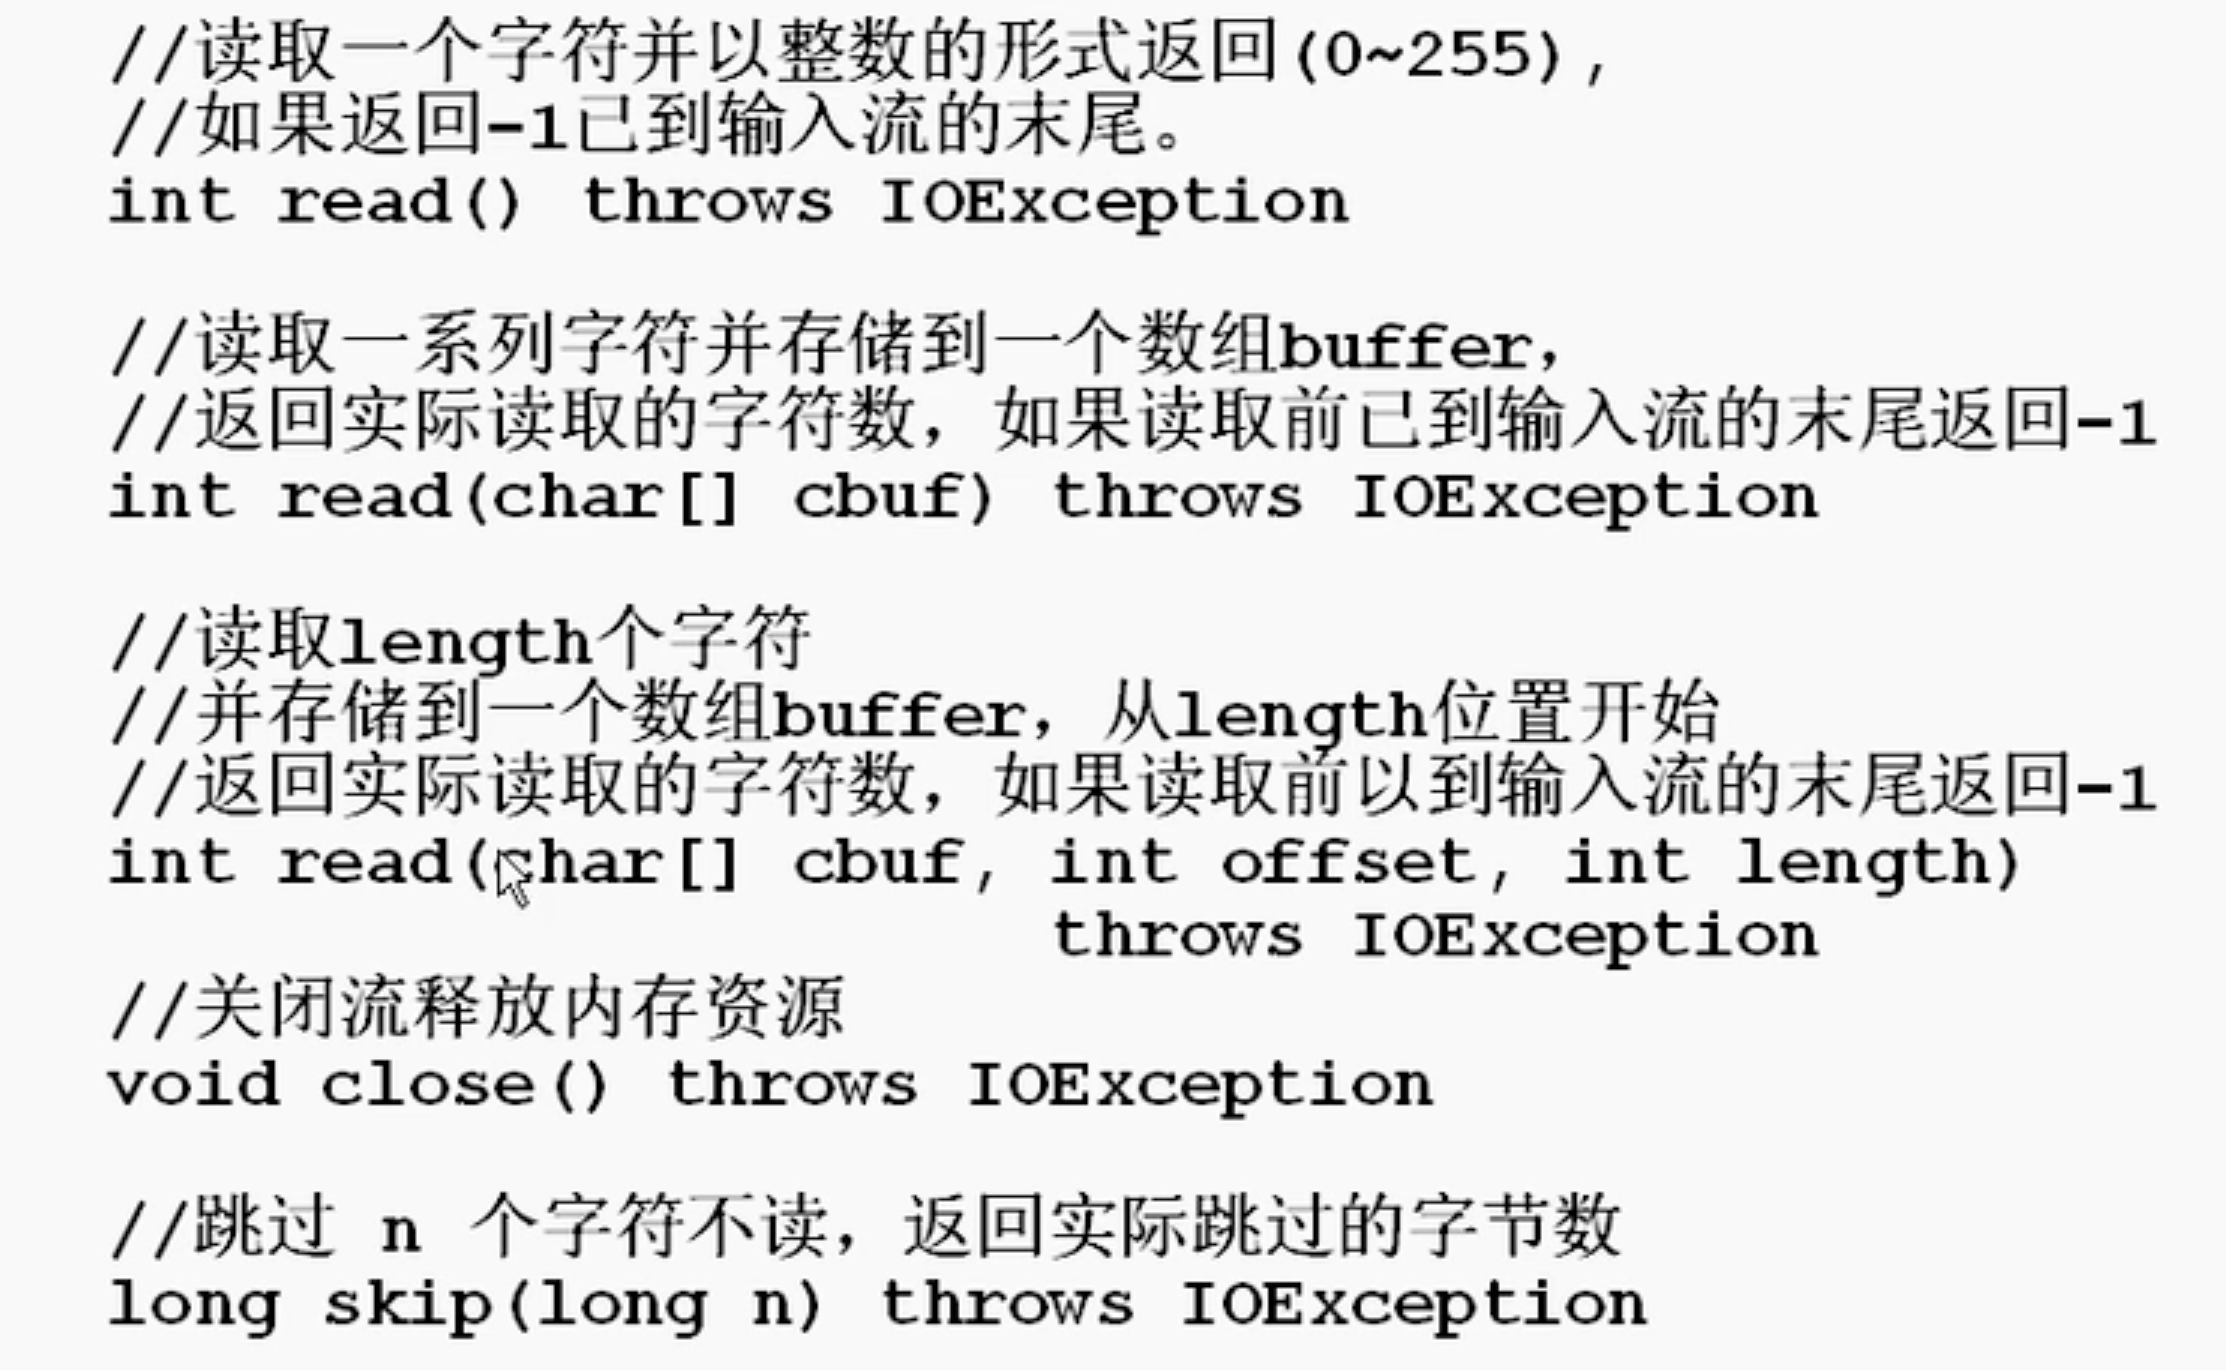 //读取一个字符并以整数的形式返回(0~255),
//如果返回-1已到输入流的末尾。
int read() throws IOException
//读取一系列字符并存储到一个数组buffer，
//返回实际读取的字符数，如果读取前已到输入流的末尾返回-1
int read(char[] cbuf) throws IOException
//读取length个字符
//并存储到一个数组buffer，从length位置开始
//返回实际读取的字符数，如果读取前以到输入流的末尾返回-1
int read(char[] cbuf, int offset, int length)
throws IOException
//关闭流释放内存资源
void close() throws IOException
//跳过 n 个字符不读，返回实际跳过的字节数
long skip(long n) throws IOException